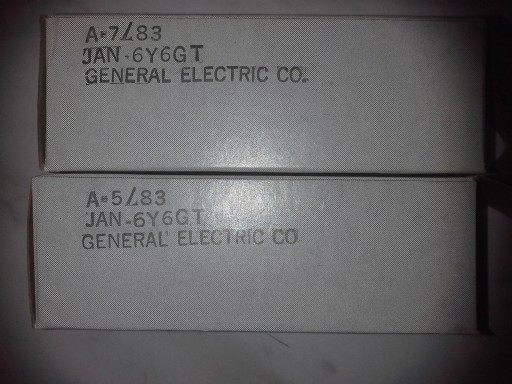 A-7/83
JAN-6Y6GT
GENERAL ELECTRIC CO.
A-5/83
JAN-6Y6GT
GENERAL ELECTRIC CO